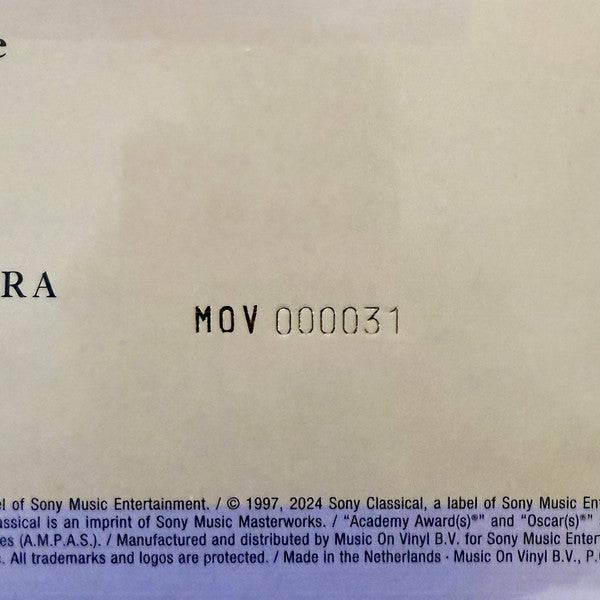 e
RA
MOV 000031
el of Sony Music Entertainment. / © 1997, 2024 Sony Classical, a label of Sony Music Ent
assical is an imprint of Sony Music Masterworks. / "Academy Award(s)®" and "Oscar(s)®"
es (A.M.P.A.S.). / Manufactured and distributed by Music On Vinyl B.V. for Sony Music Enter
. All trademarks and logos are protected. / Made in the Netherlands · Music On Vinyl B.V., P.O